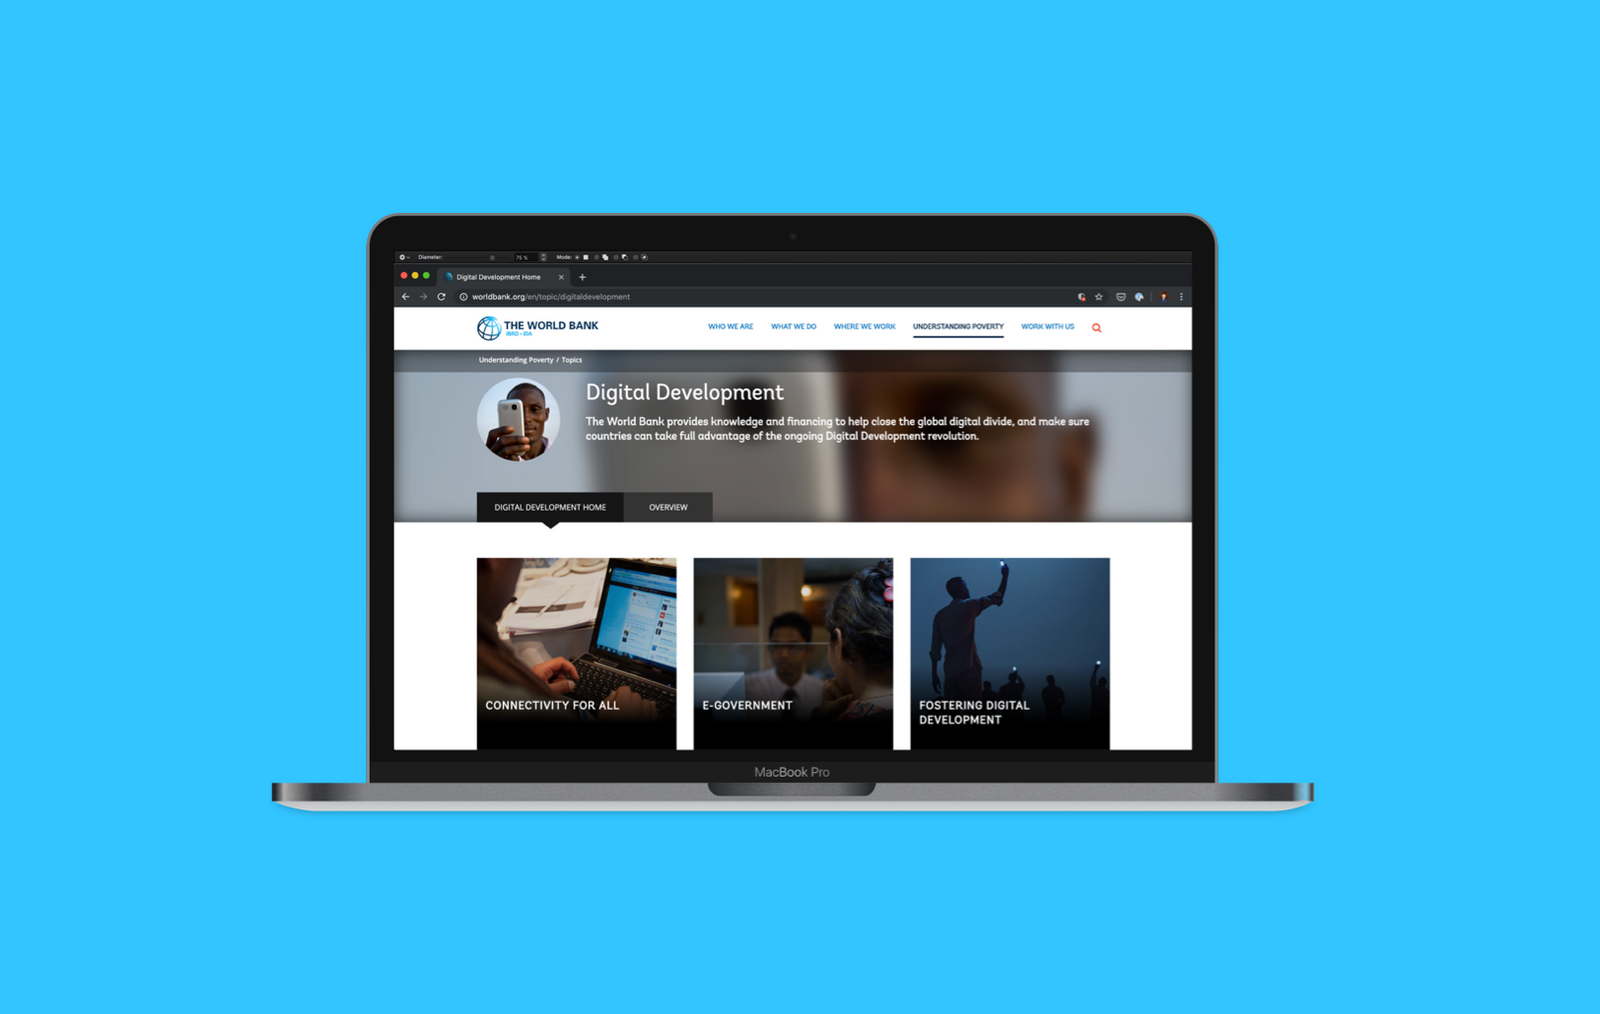 Diameter: 75 % Mode:
Digital Development Home
worldbank.org/en/topic/digitaldevelopment
THE WORLD BANK
IBRD • IDA
WHO WE ARE WHAT WE DO WHERE WE WORK UNDERSTANDING POVERTY WORK WITH US
Understanding Poverty / Topics
Digital Development
The World Bank provides knowledge and financing to help close the global digital divide, and make sure
countries can take full advantage of the ongoing Digital Development revolution.
DIGITAL DEVELOPMENT HOME OVERVIEW
CONNECTIVITY FOR ALL
E-GOVERNMENT
FOSTERING DIGITAL
DEVELOPMENT
MacBook Pro